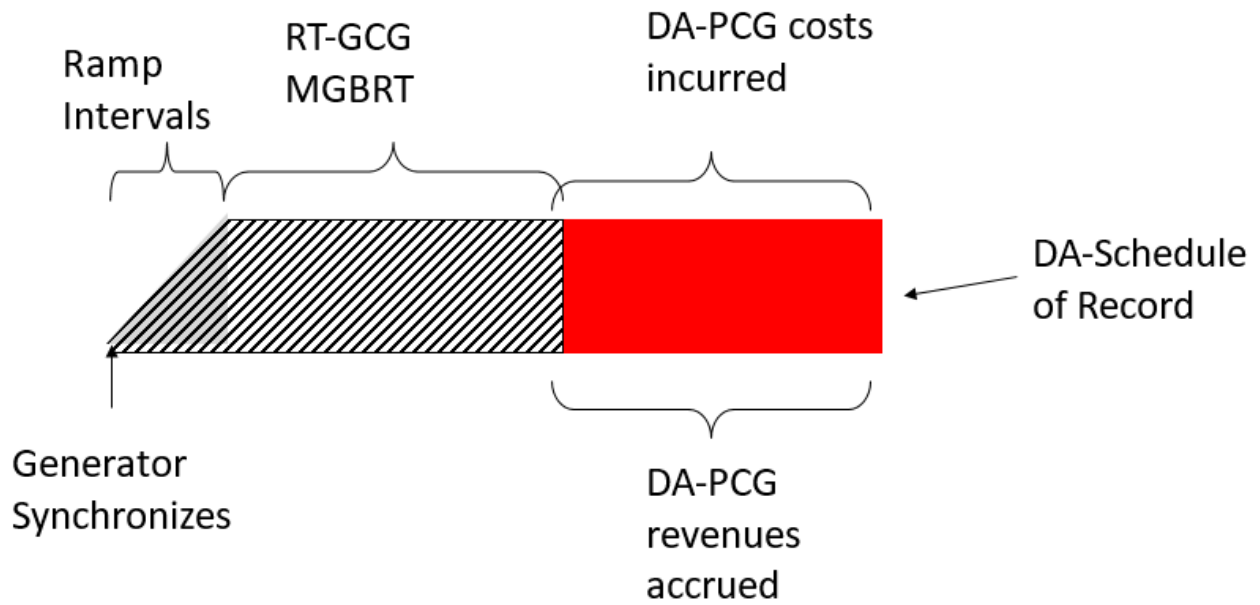 Ramp
Intervals
RT-GCG
MGBRT
DA-PCG costs
incurred
DA-Schedule
of Record
Generator
Synchronizes
DA-PCG
revenues
accrued